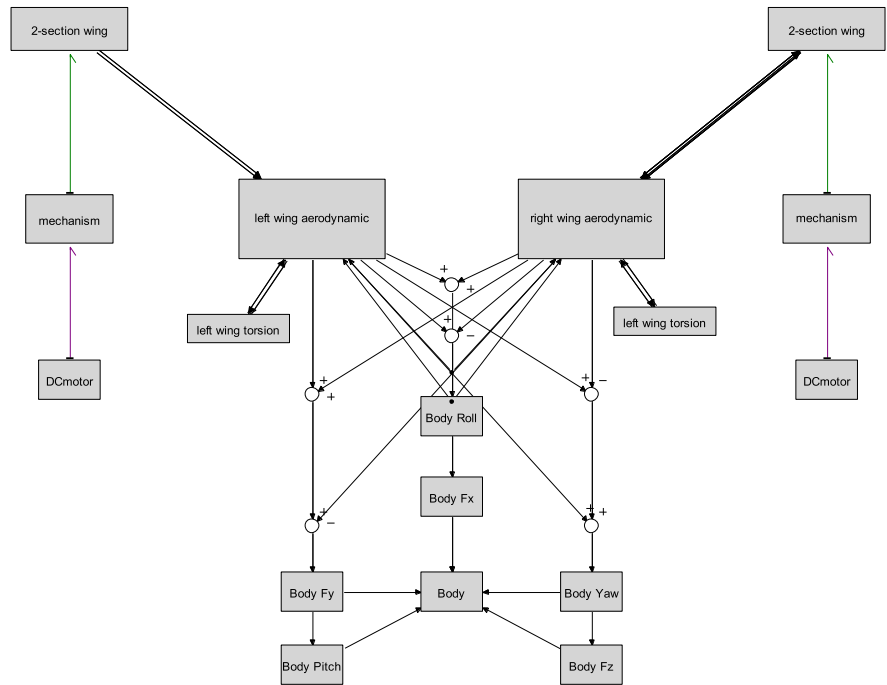 2-section wing
2-section wing
mechanism
left wing aerodynamic
right wing aerodynamic
mechanism
+
+
left wing torsion
+
−
left wing torsion
DCmotor
+
+
+
−
DCmotor
Body Roll
Body Fx
+
−
+
+
Body Fy
Body
Body Yaw
Body Pitch
Body Fz